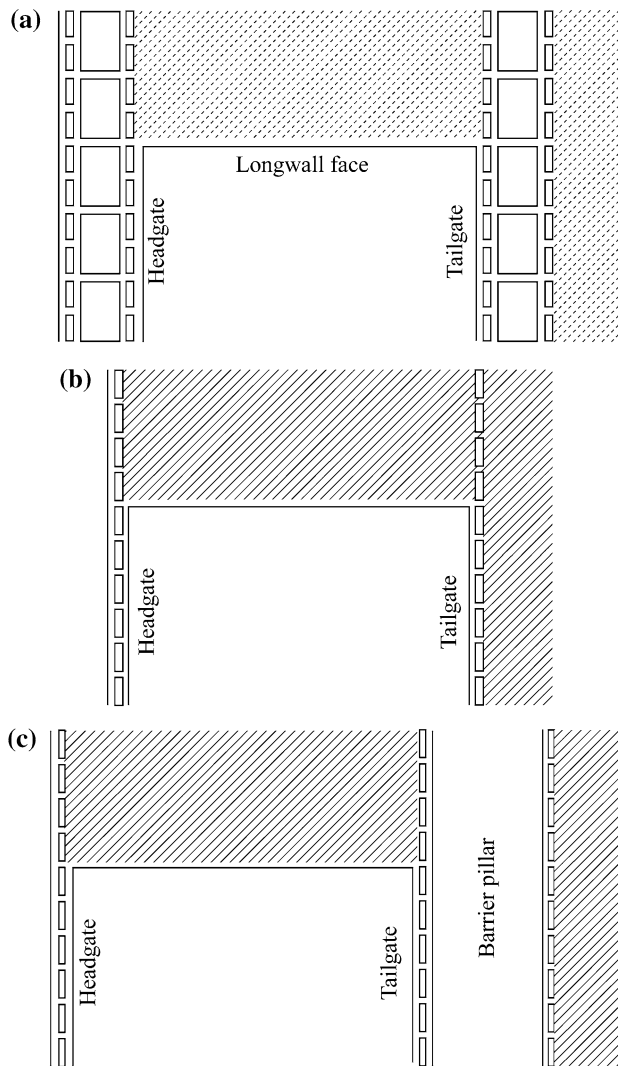 (a)
Longwall face
Headgate
Tailgate
(b)
Headgate
Tailgate
(c)
Headgate
Tailgate
Barrier pillar